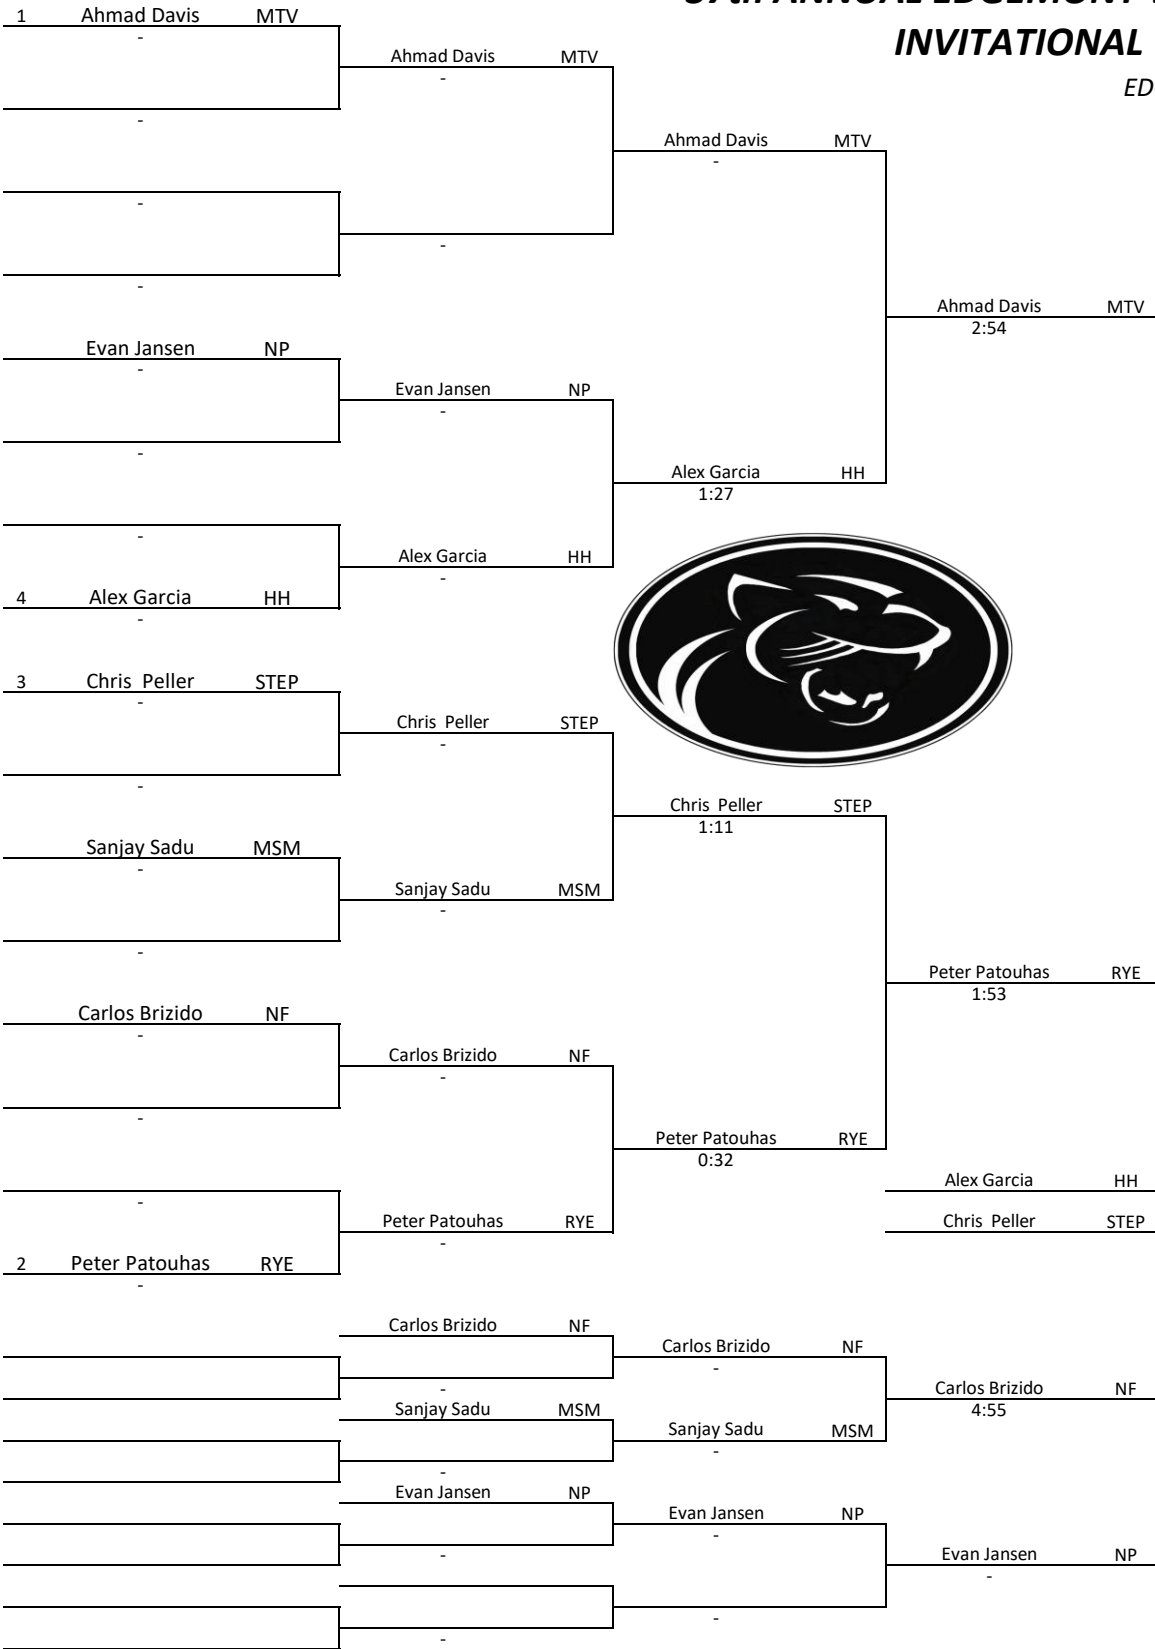 1 Ahmad Davis MTV
-
ANNUAL EDGEMONT
INVITATIONAL
Ahmad Davis MTV
-
ED
-
Ahmad Davis MTV
-
-
-
-
Ahmad Davis MTV
2:54
Evan Jansen NP
-
Evan Jansen NP
-
-
Alex Garcia HH
1:27
-
Alex Garcia HH
-
4 Alex Garcia HH
-
3 Chris Peller STEP
-
Chris Peller STEP
-
-
Chris Peller STEP
1:11
Sanjay Sadu MSM
-
Sanjay Sadu MSM
-
-
Peter Patouhas RYE
1:53
Carlos Brizido NF
-
Carlos Brizido NF
-
-
Peter Patouhas RYE
0:32
Alex Garcia HH
-
Peter Patouhas RYE
-
Chris Peller STEP
2 Peter Patouhas RYE
-
Carlos Brizido NF
Carlos Brizido NF
-
-
Carlos Brizido NF
4:55
Sanjay Sadu MSM
Sanjay Sadu MSM
-
-
Evan Jansen NP
Evan Jansen NP
-
-
Evan Jansen NP
-
-
-